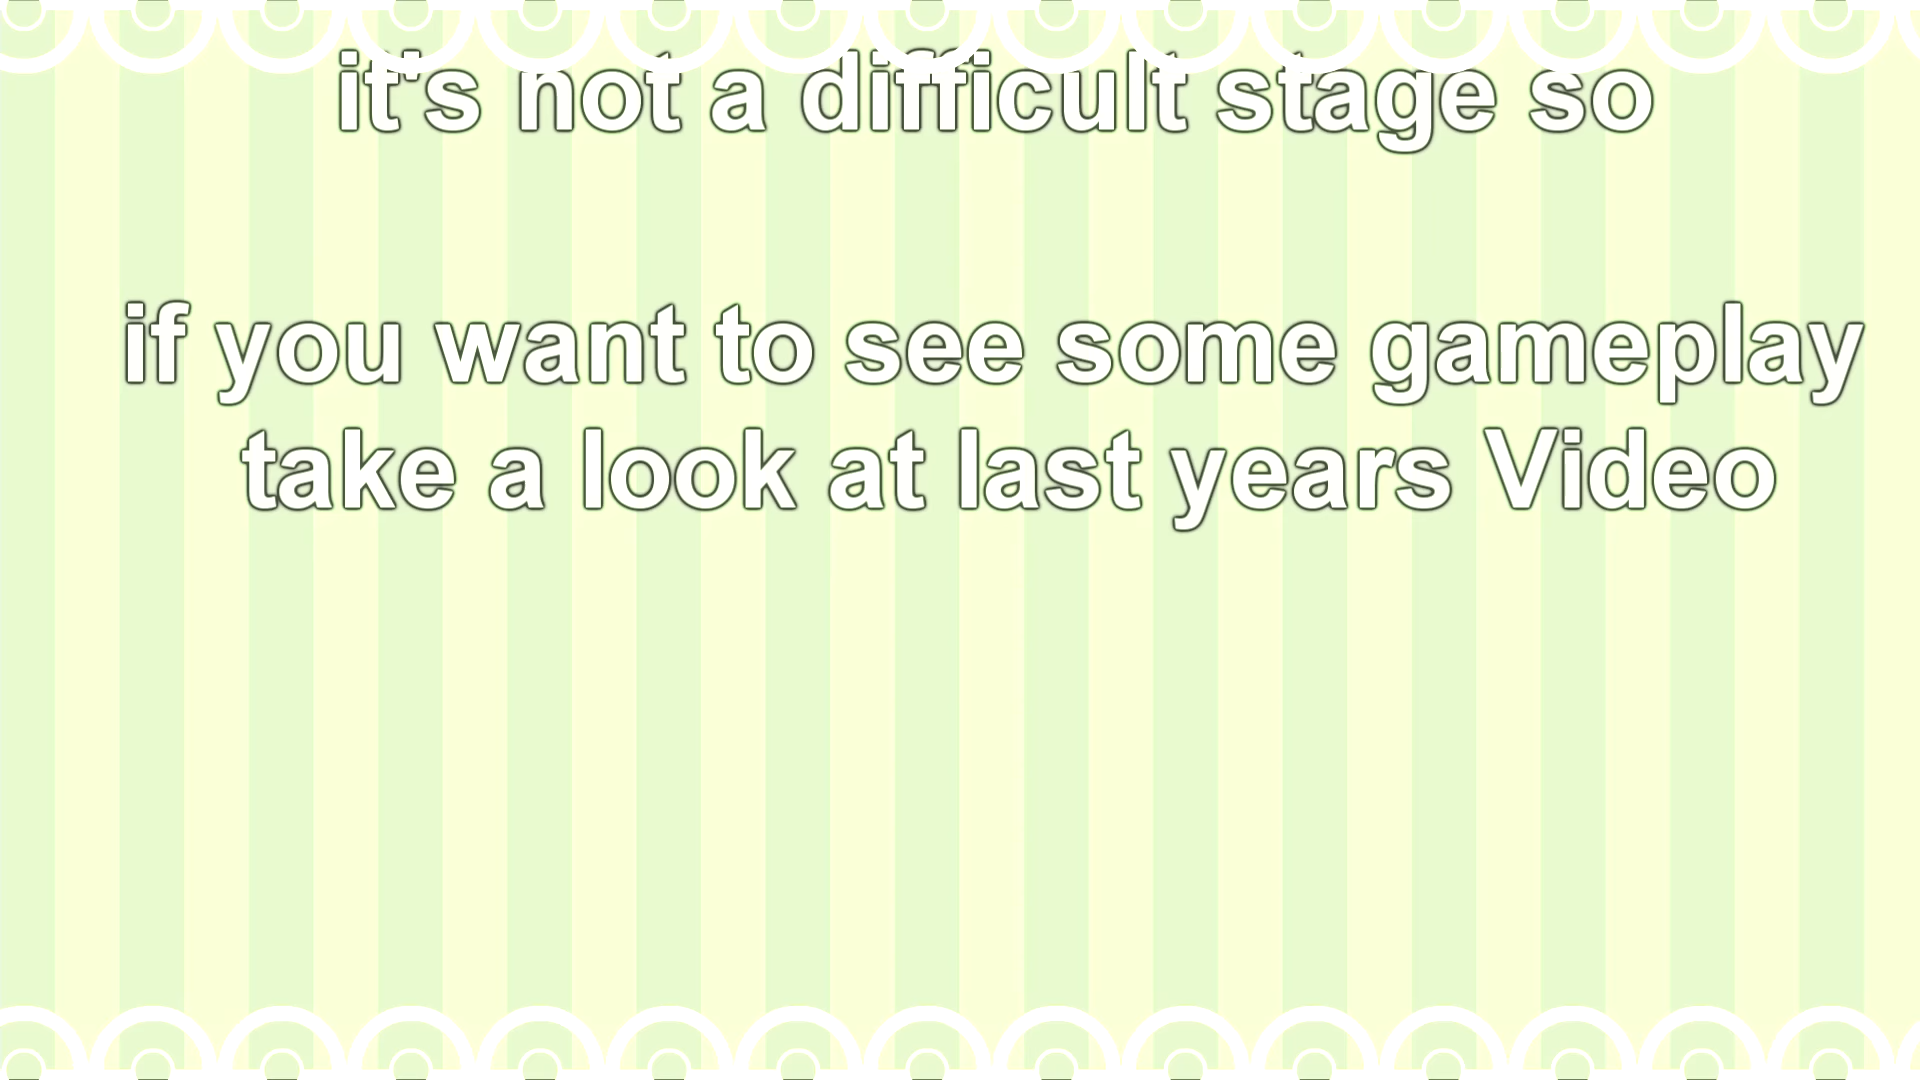 it's not a difficult stage so
if you want to see some gameplay
take a look at last years Video